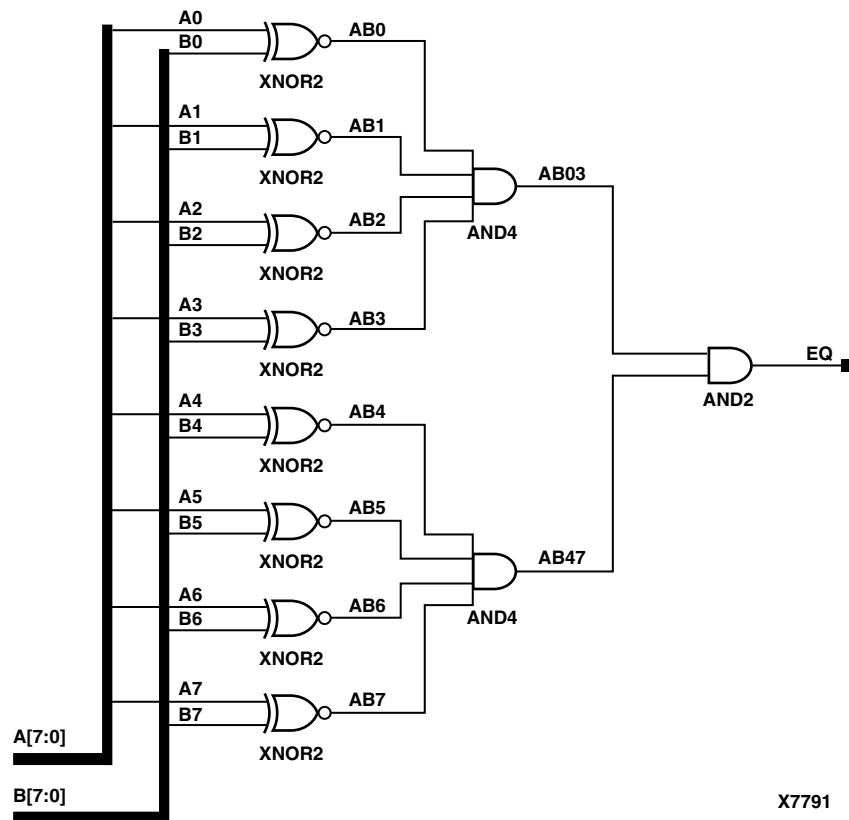 A0
B0
AB0
XNOR2
A1
B1
AB1
XNOR2
AB03
A2
B2
AB2
AND4
XNOR2
A3
B3
AB3
XNOR2
EQ
AND2
A4
B4
AB4
XNOR2
A5
B5
AB5
XNOR2
AB47
A6
B6
AB6
AND4
XNOR2
A7
B7
AB7
XNOR2
A[7:0]
B[7:0]
X7791